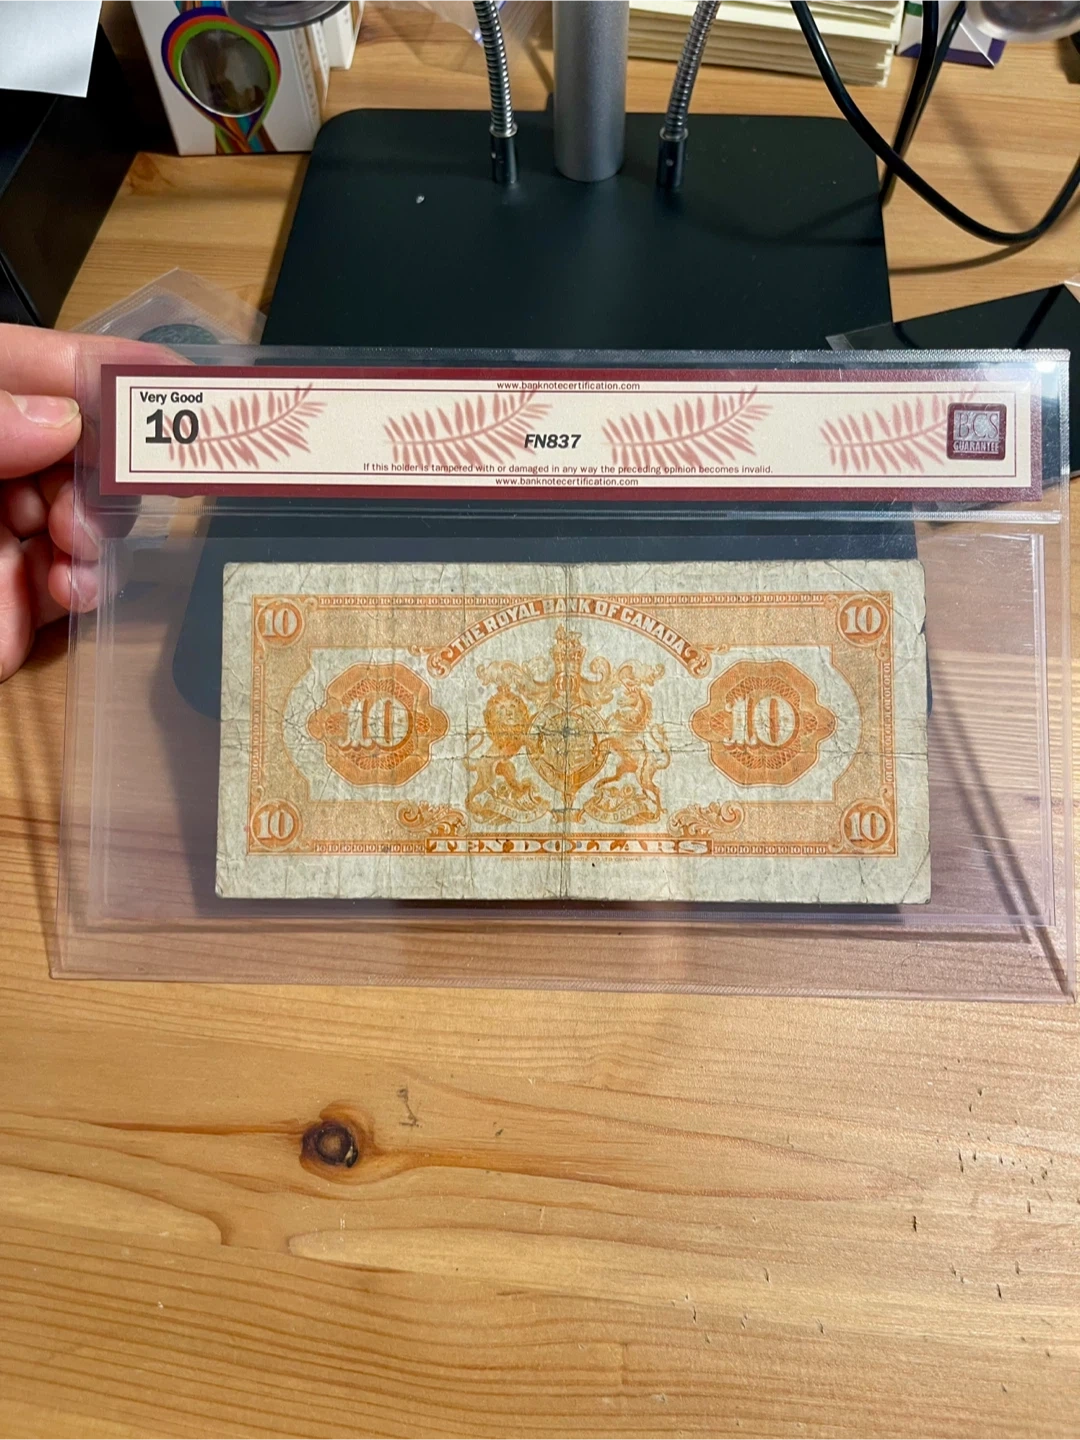 www.banknotecertification.com
Very Good
10
FN837
BCS
GUARANTEE
If this holder is tampered with or damaged in any way the preceding opinion becomes invalid.
www.banknotecertification.com
10
10
THE ROYAL BANK OF CANADA
10
10
10
10
TEN DOLLARS